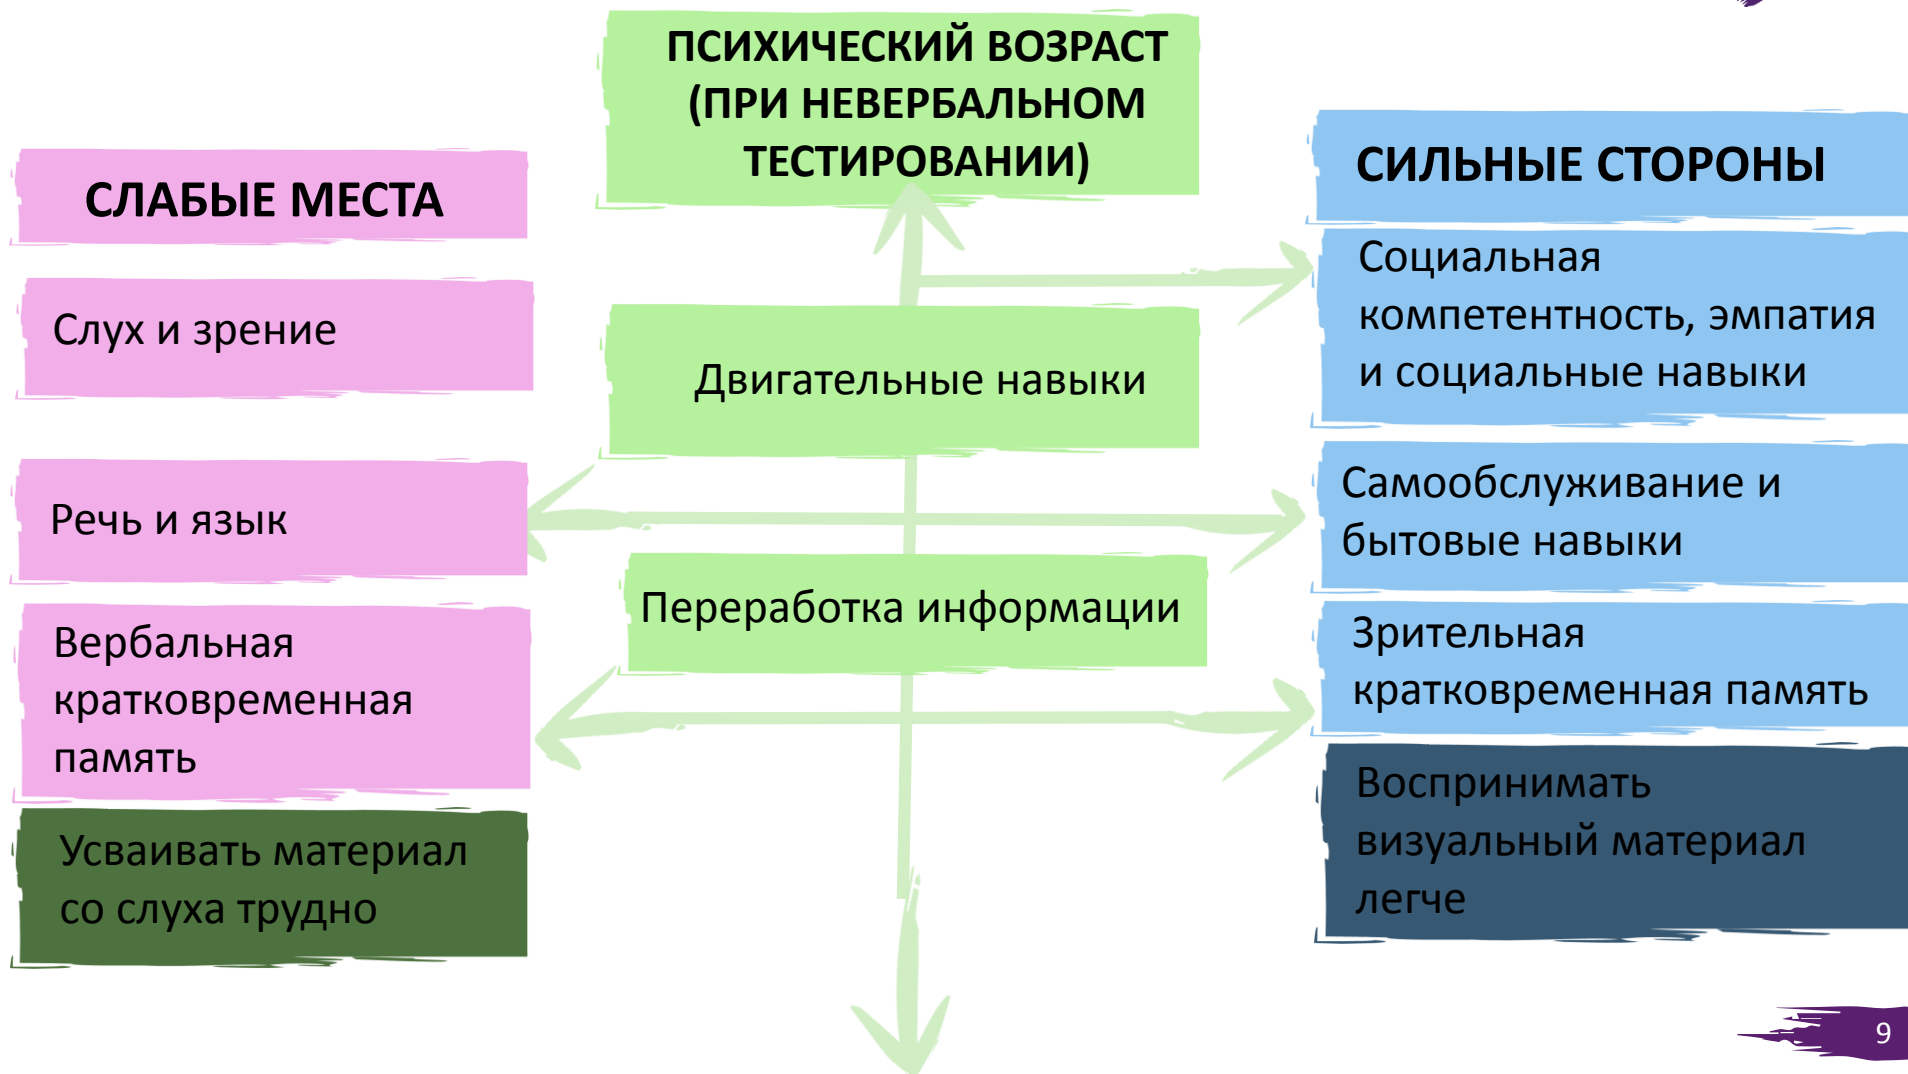 ПСИХИЧЕСКИЙ ВОЗРАСТ
(ПРИ НЕВЕРБАЛЬНОМ
ТЕСТИРОВАНИИ)
СЛАБЫЕ МЕСТА
Слух и зрение
Речь и язык
Вербальная
кратковременная
память
Усваивать материал
со слуха трудно
Двигательные навыки
Переработка информации
СИЛЬНЫЕ СТОРОНЫ
Социальная
компетентность, эмпатия
и социальные навыки
Самообслуживание и
бытовые навыки
Зрительная
кратковременная память
Воспринимать
визуальный материал
легче
9